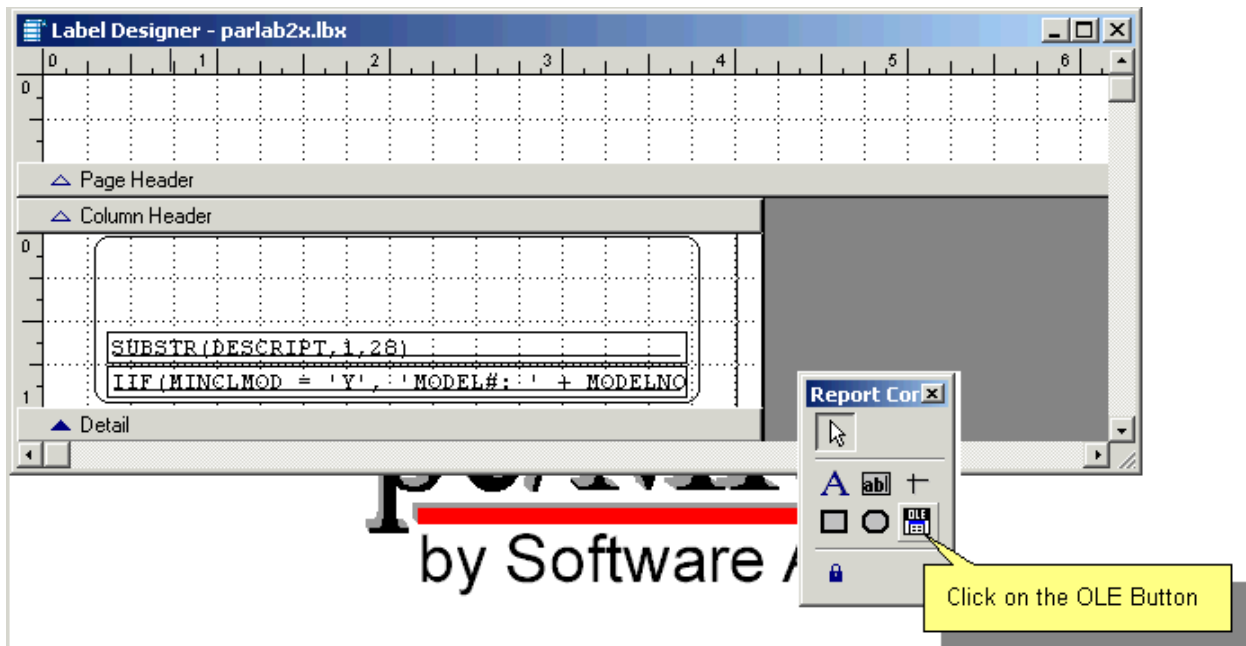 Label Designer - parlab2x.lbx
0 1 2 3 4 5 6
0
Page Header
Column Header
0
SUBSTR(DESCRIPT,1,28)
IIF(MINCLMOD = 'Y', 'MODEL#: ' + MODELNO
1
Detail
Report Cor
A abl
OLE
by Software
Click on the OLE Button